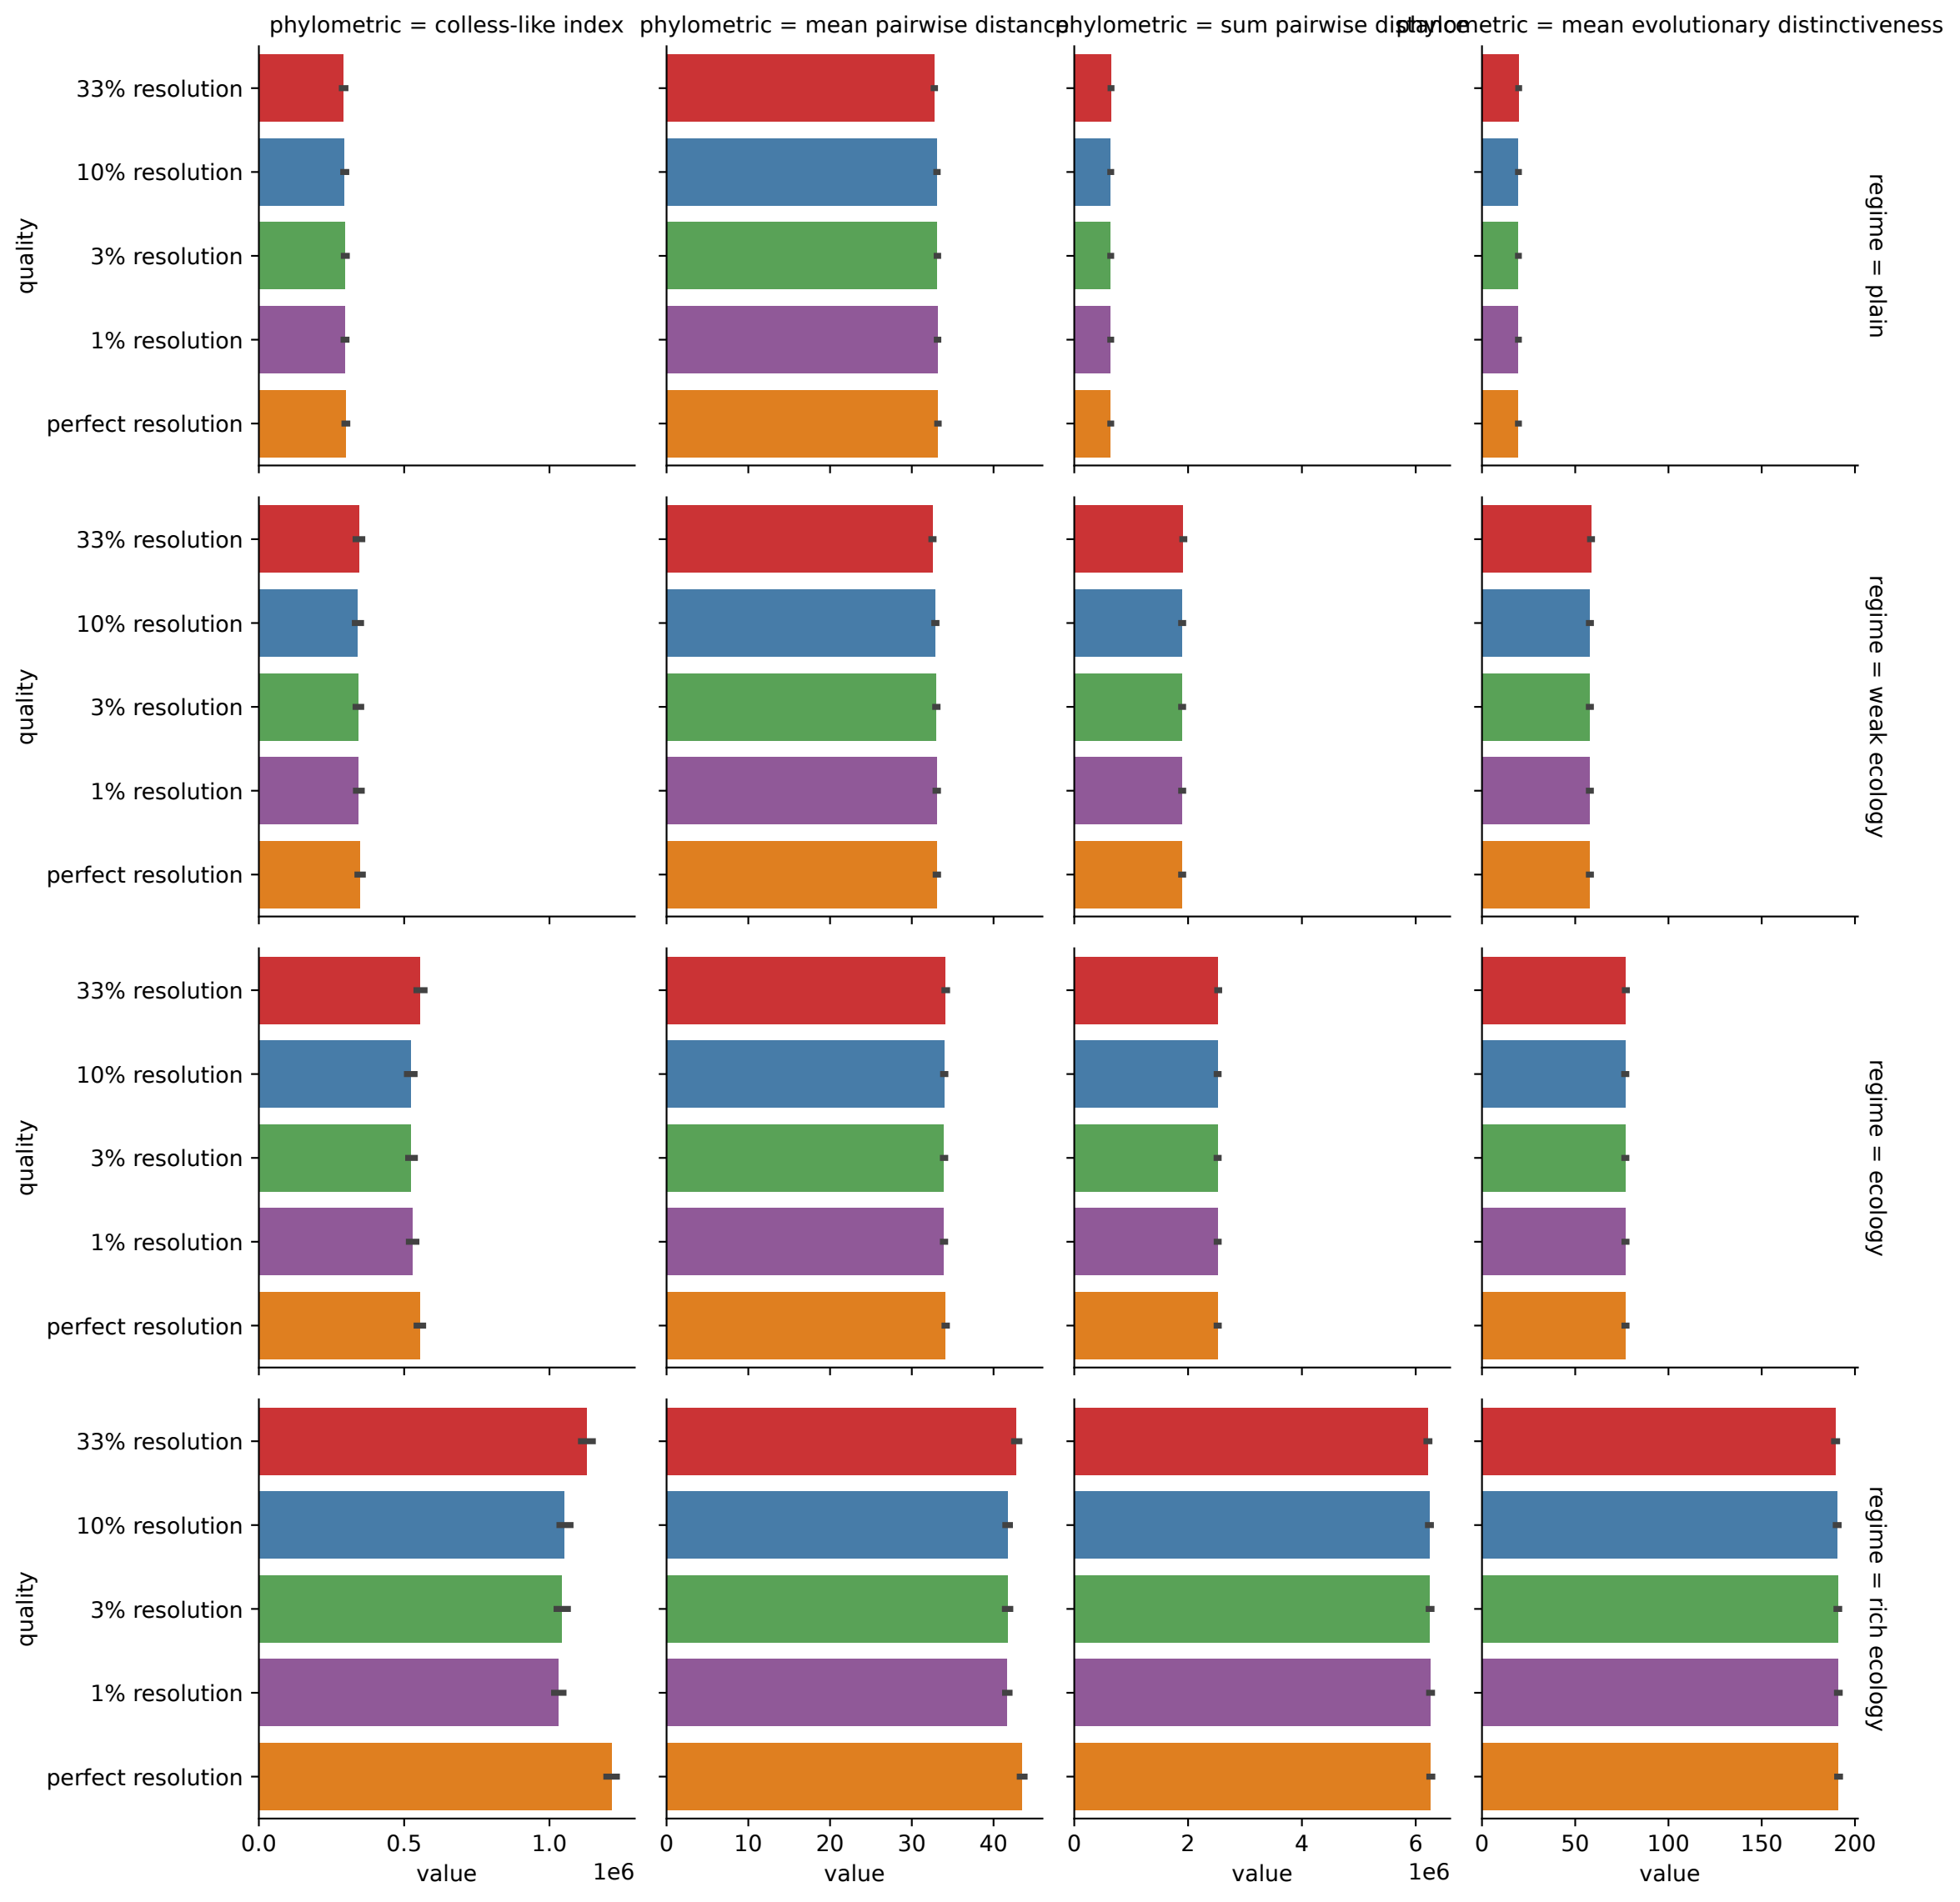 phylometric = colless-like index
phylometric = mean pairwise distance
phylometric = sum pairwise distance
phylometric = mean evolutionary distinctiveness
quality
33% resolution
10% resolution
3% resolution
1% resolution
perfect resolution
regime = plain
quality
33% resolution
10% resolution
3% resolution
1% resolution
perfect resolution
regime = weak ecology
quality
33% resolution
10% resolution
3% resolution
1% resolution
perfect resolution
regime = ecology
quality
33% resolution
10% resolution
3% resolution
1% resolution
perfect resolution
regime = rich ecology
0.0 0.5 1.0
1e6
value
0 10 20 30 40
value
0 2 4 6
1e6
value
0 50 100 150 200
value